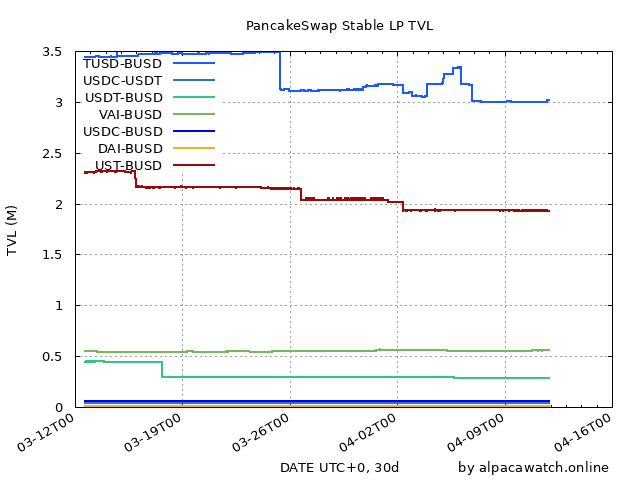 PancakeSwap Stable LP TVL
TVL (M)
3.5
3
2.5
2
1.5
1
0.5
0
TUSD-BUSD
USDC-USDT
USDT-BUSD
VAI-BUSD
USDC-BUSD
DAI-BUSD
UST-BUSD
03-12T00
03-19T00
03-26T00
04-02T00
04-09T00
04-16T00
DATE UTC+0, 30d
by alpacawatch.online